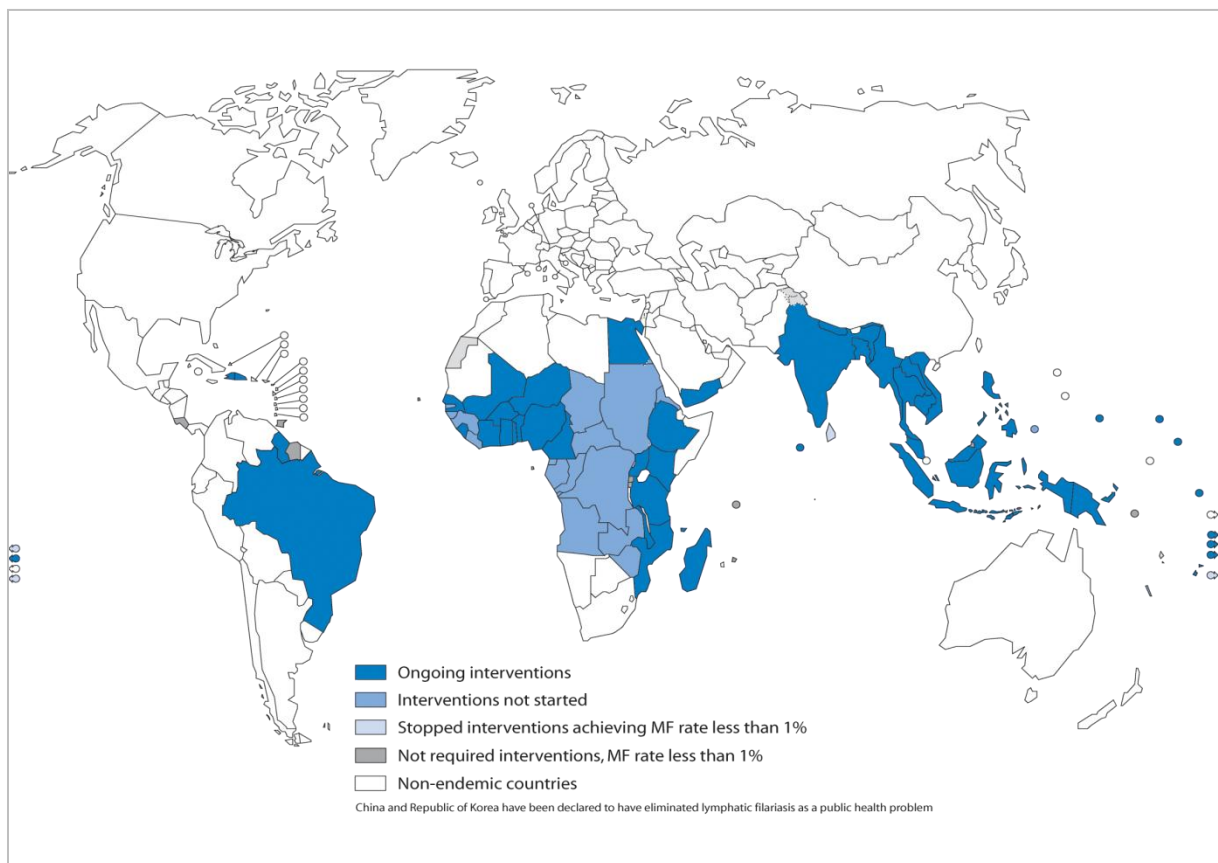 Ongoing interventions
Interventions not started
Stopped interventions achieving MF rate less than 1%
Not required interventions, MF rate less than 1%
Non-endemic countries
China and Republic of Korea have been declared to have eliminated lymphatic filariasis as a public health problem